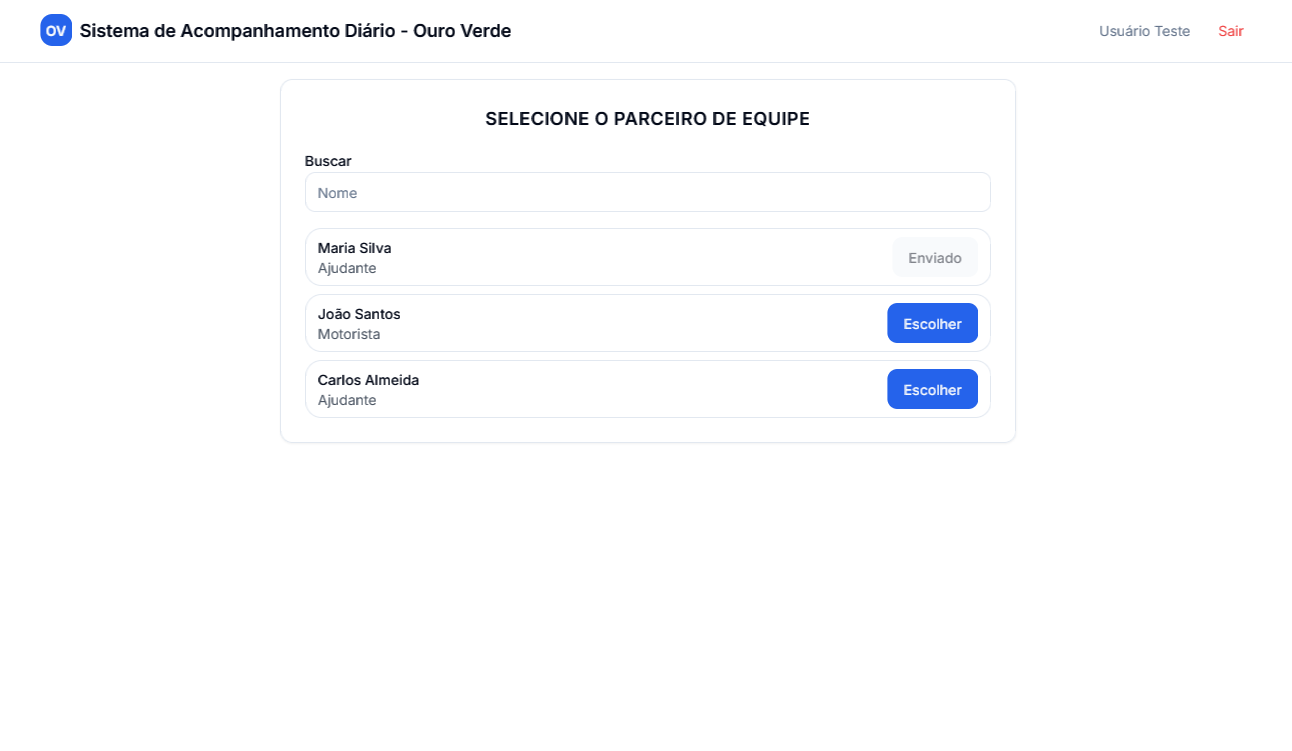 OV Sistema de Acompanhamento Diário - Ouro Verde Usuário Teste Sair
SELECIONE O PARCEIRO DE EQUIPE
Buscar
Nome
Maria Silva
Ajudante
Enviado
João Santos
Motorista
Escolher
Carlos Almeida
Ajudante
Escolher